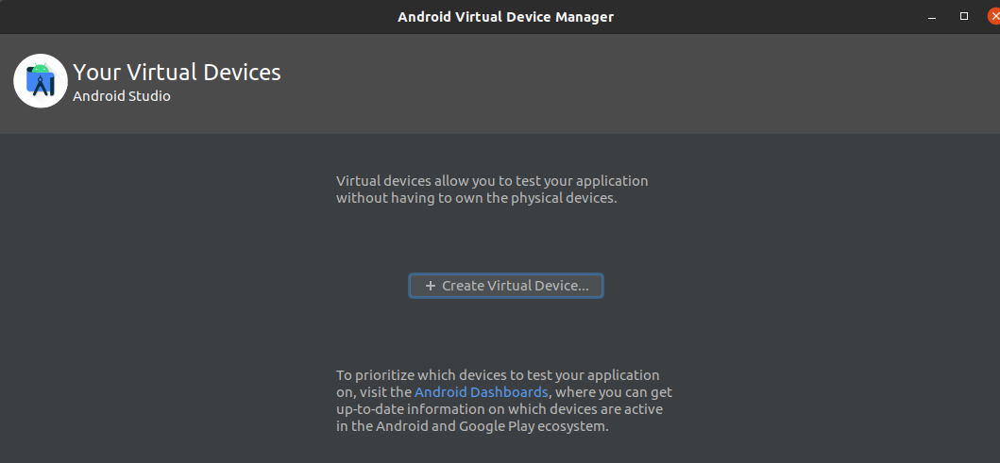 Android Virtual Device Manager
Your Virtual Devices
Android Studio
Virtual devices allow you to test your application
without having to own the physical devices.
+ Create Virtual Device...
To prioritize which devices to test your application
on, visit the Android Dashboards, where you can get
up-to-date information on which devices are active
in the Android and Google Play ecosystem.